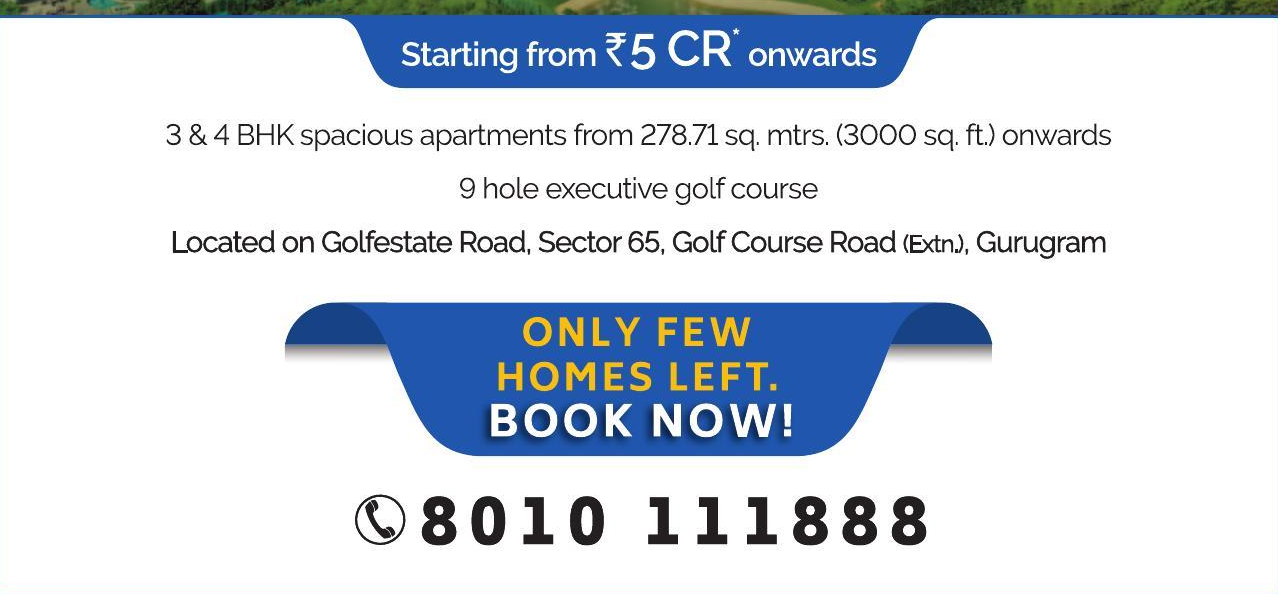 Starting from ₹5 CR* onwards
3 & 4 BHK spacious apartments from 278.71 sq. mtrs. (3000 sq. ft.) onwards
9 hole executive golf course
Located on Golfestate Road, Sector 65, Golf Course Road (Extn.), Gurugram
ONLY FEW
HOMES LEFT.
BOOK NOW!
8010 111888